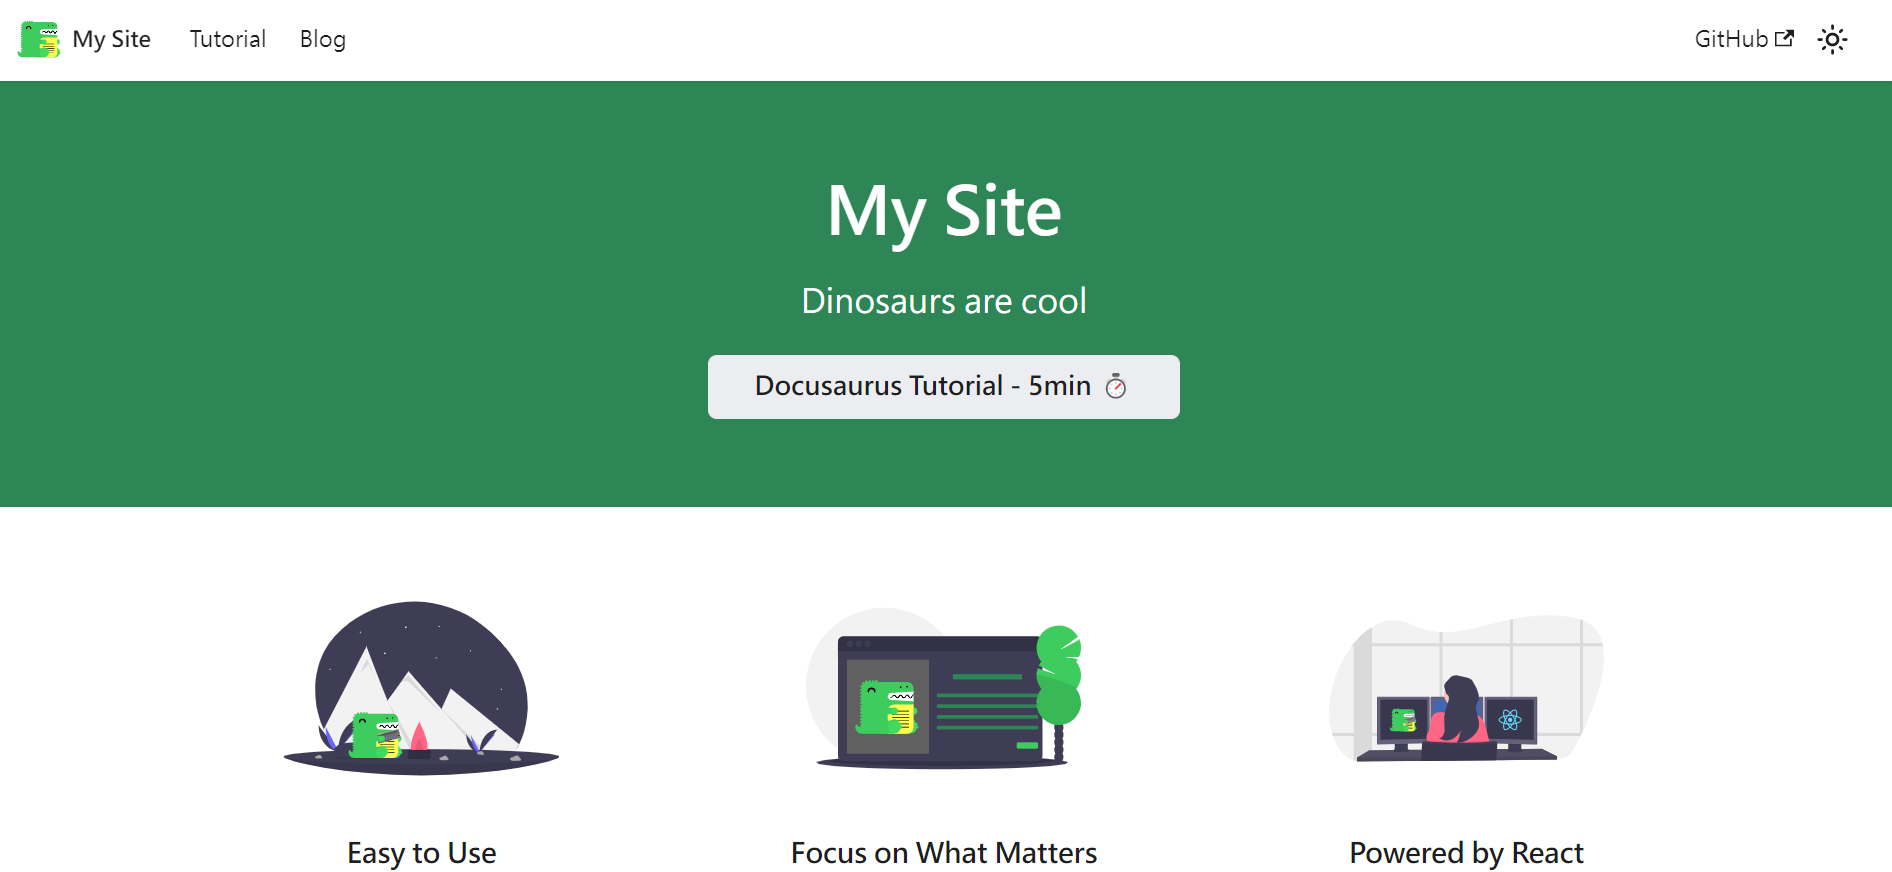 My Site
Tutorial
Blog
GitHub
My Site
Dinosaurs are cool
Docusaurus Tutorial - 5min ⏱️
Easy to Use
Focus on What Matters
Powered by React